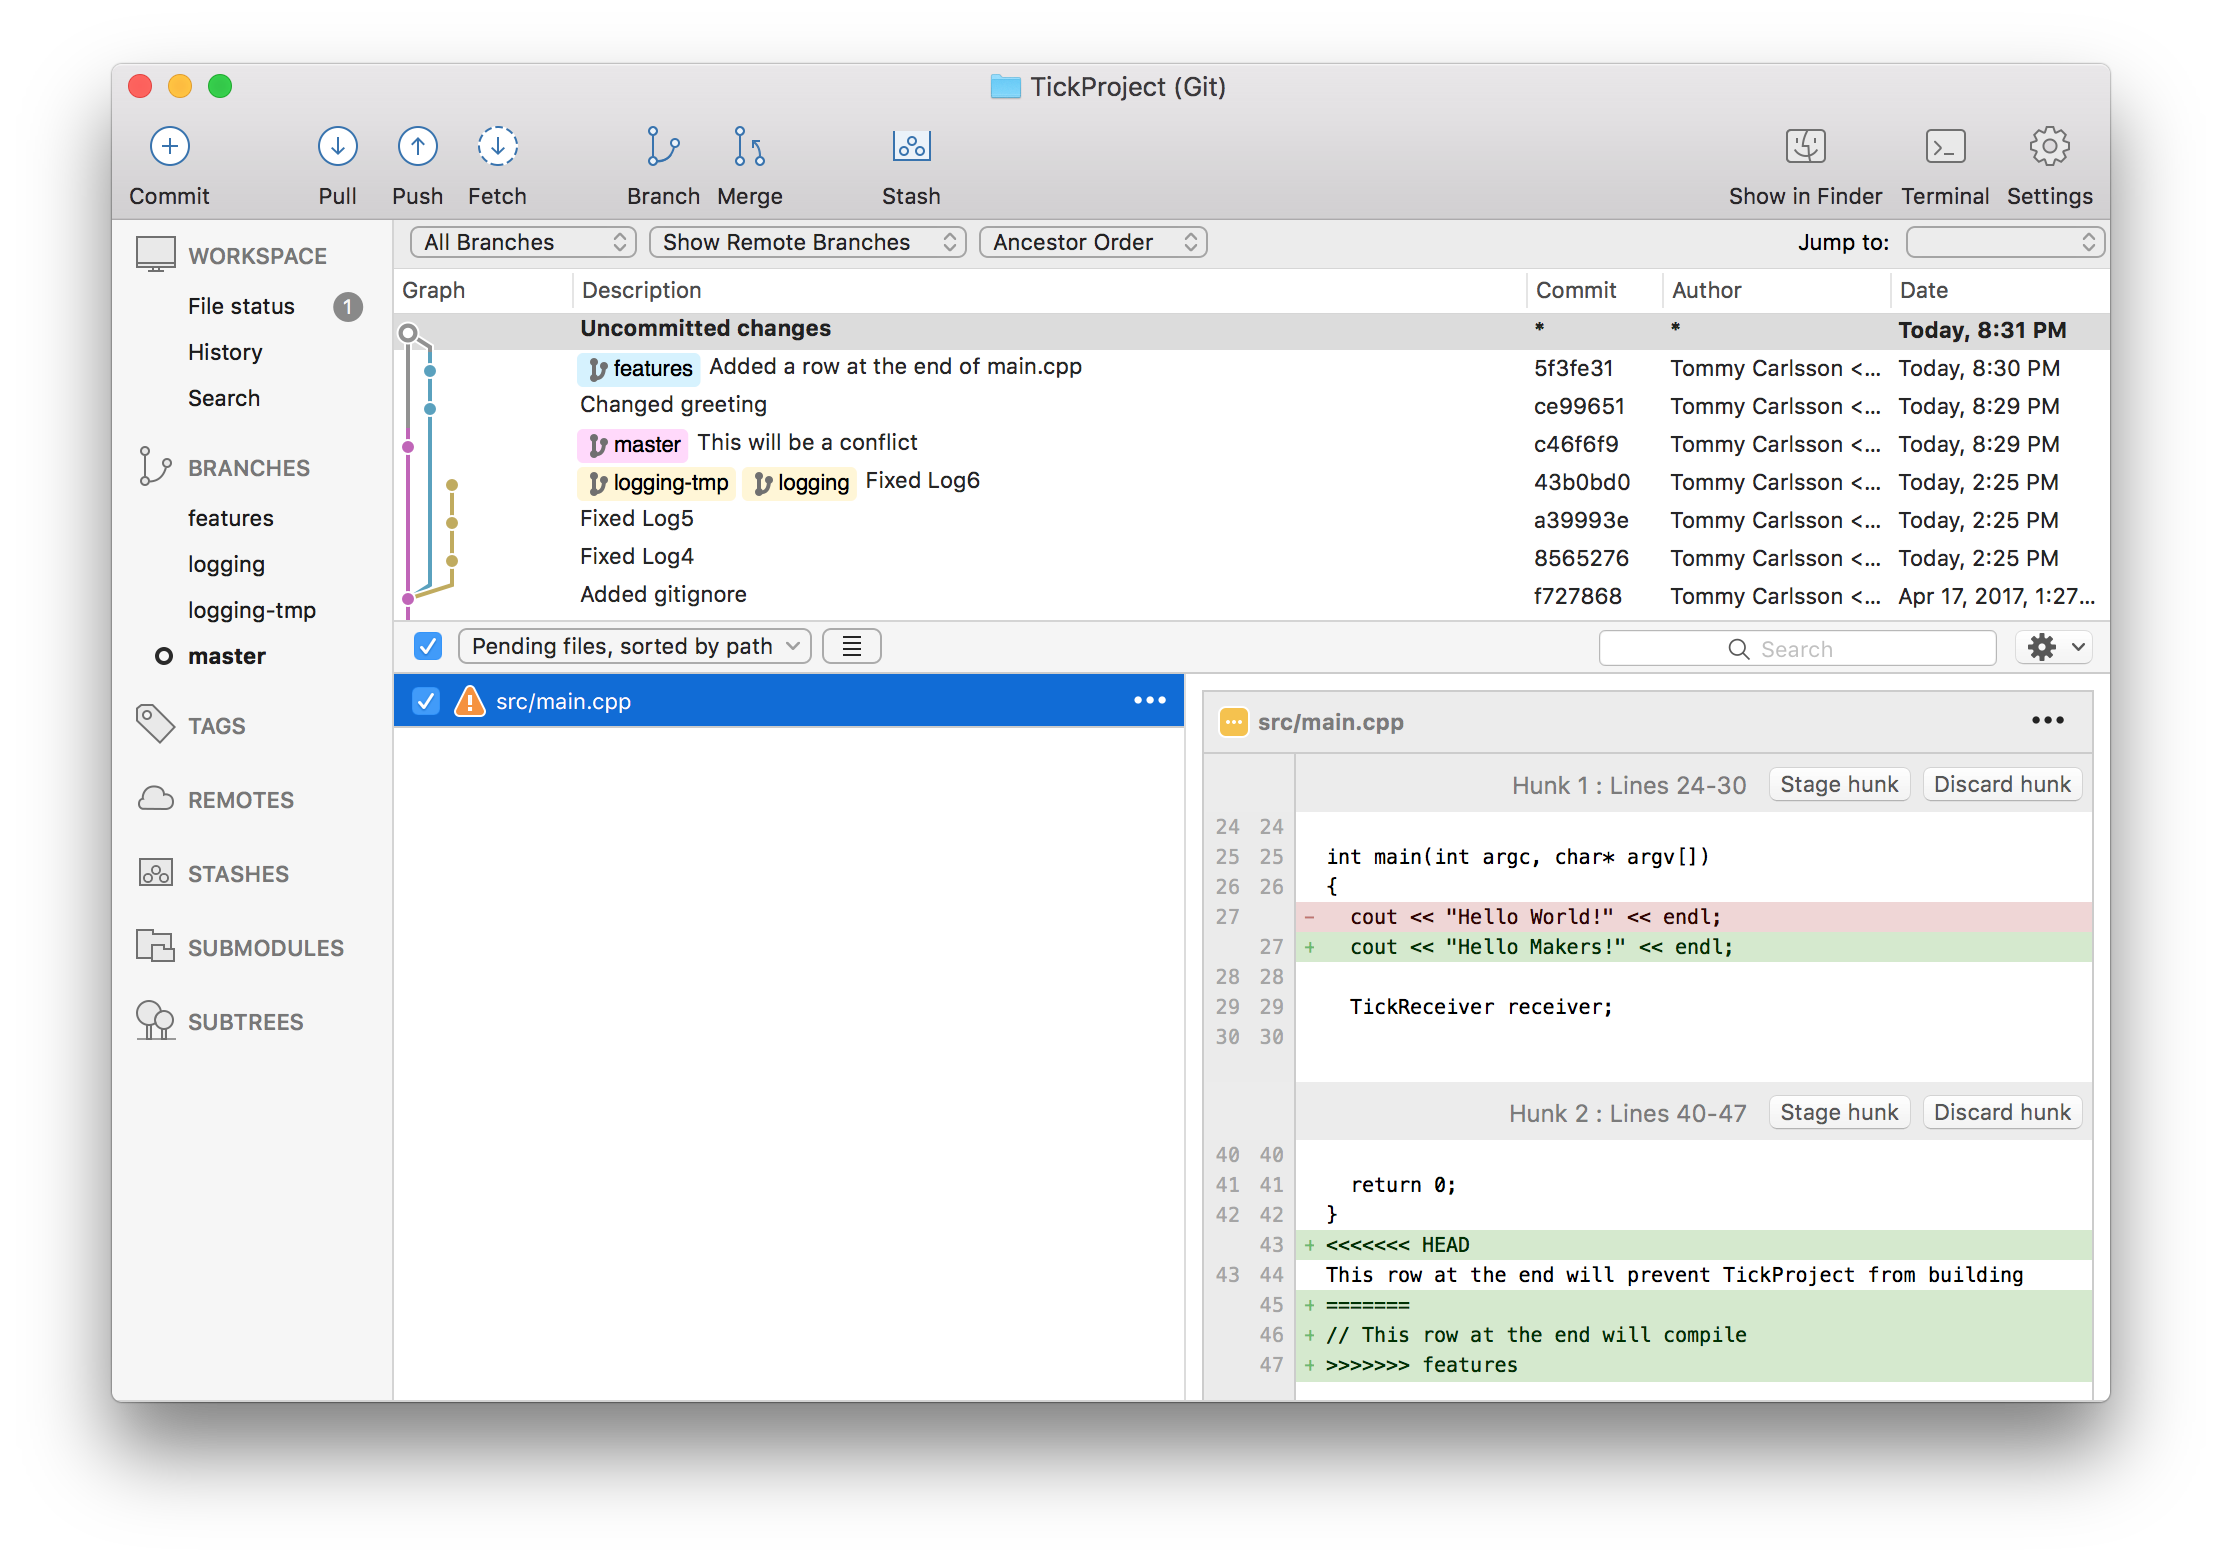 TickProject (Git)
Commit Pull Push Fetch Branch Merge Stash Show in Finder Terminal Settings
WORKSPACE
File status 1
History
Search
BRANCHES
features
logging
logging-tmp
master
TAGS
REMOTES
STASHES
SUBMODULES
SUBTREES
All Branches Show Remote Branches Ancestor Order Jump to:
Graph Description Commit Author Date
Uncommitted changes * * Today, 8:31 PM
features Added a row at the end of main.cpp 5f3fe31 Tommy Carlsson <... Today, 8:30 PM
Changed greeting ce99651 Tommy Carlsson <... Today, 8:29 PM
master This will be a conflict c46f6f9 Tommy Carlsson <... Today, 8:29 PM
logging-tmp logging Fixed Log6 43b0bd0 Tommy Carlsson <... Today, 2:25 PM
Fixed Log5 a39993e Tommy Carlsson <... Today, 2:25 PM
Fixed Log4 8565276 Tommy Carlsson <... Today, 2:25 PM
Added gitignore f727868 Tommy Carlsson <... Apr 17, 2017, 1:27...
Pending files, sorted by path Search
src/main.cpp
src/main.cpp
Hunk 1 : Lines 24-30 Stage hunk Discard hunk
24 24
25 25 int main(int argc, char* argv[])
26 26 {
27 - cout << "Hello World!" << endl;
27 + cout << "Hello Makers!" << endl;
28 28
29 29 TickReceiver receiver;
30 30
Hunk 2 : Lines 40-47 Stage hunk Discard hunk
40 40
41 41 return 0;
42 42 }
43 + <<<<<<< HEAD
43 44 This row at the end will prevent TickProject from building
45 + =======
46 + // This row at the end will compile
47 + >>>>>>> features